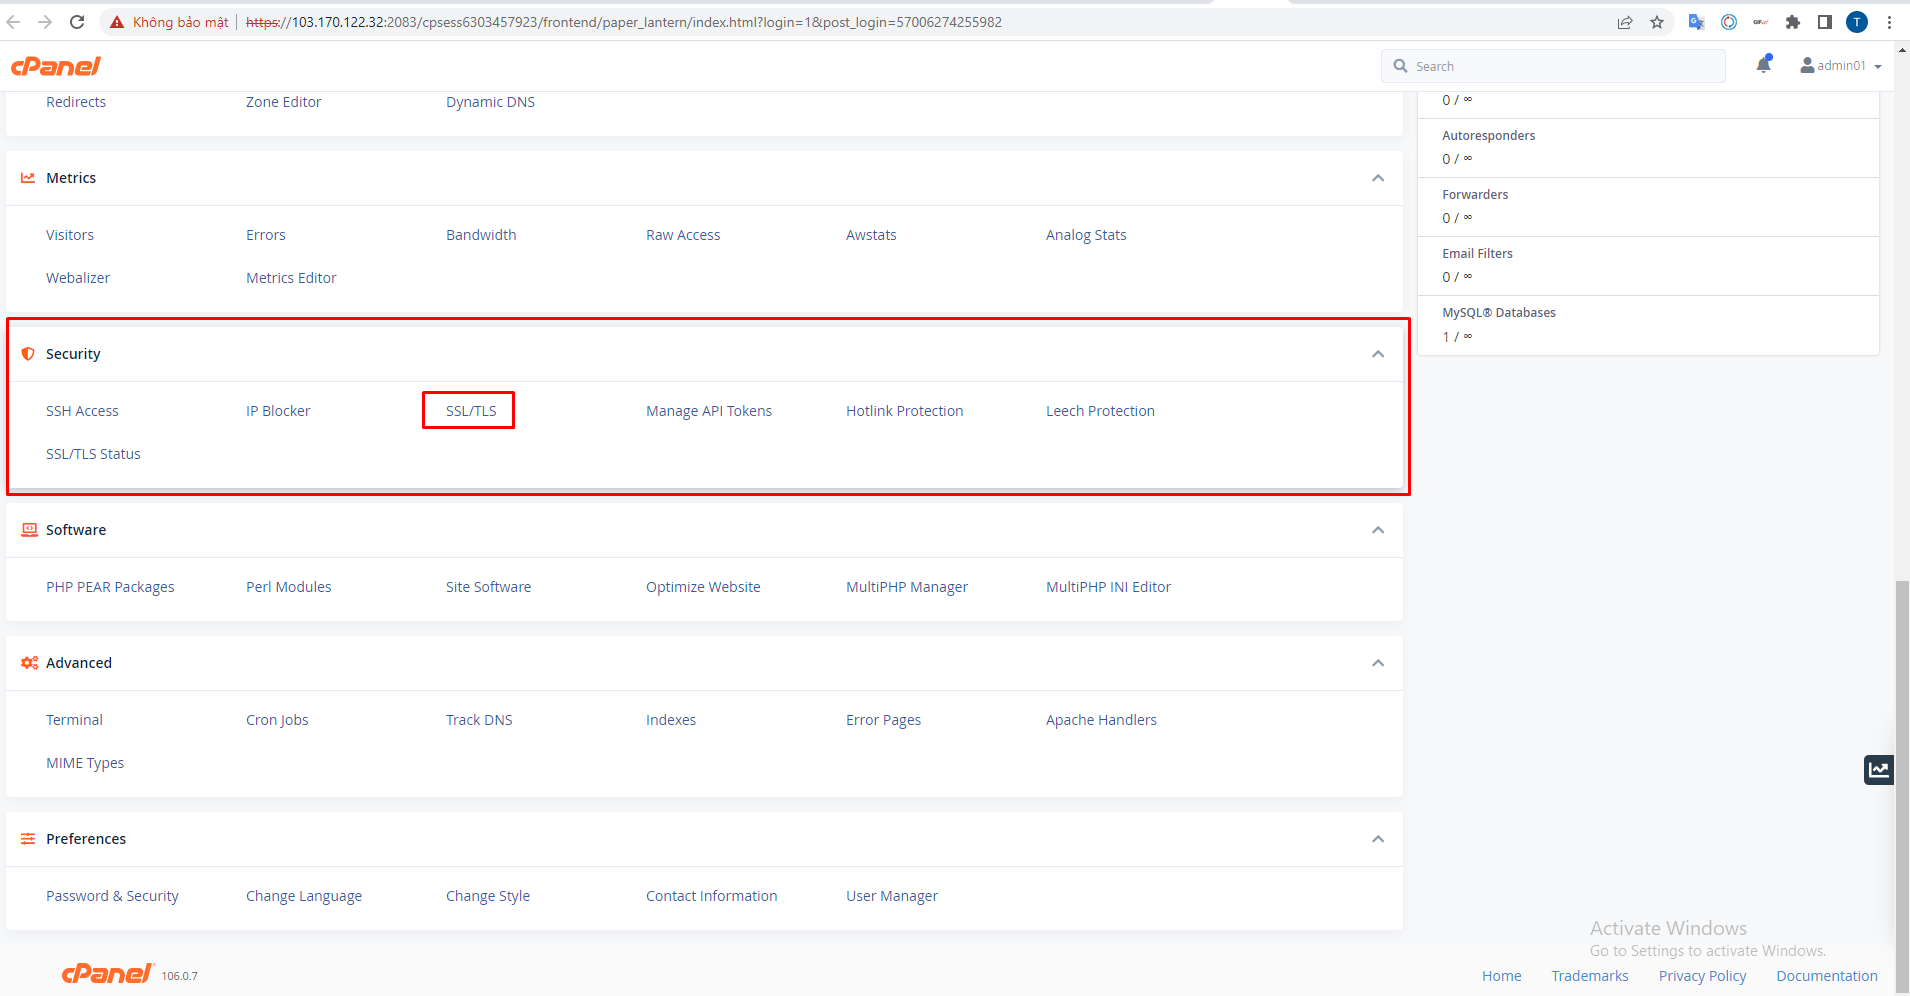 Không bảo mật | https://103.170.122.32:2083/cpsess6303457923/frontend/paper_lantern/index.html?login=1&post_login=57006274255982
T
cPanel
Search
admin01
Redirects
Zone Editor
Dynamic DNS
0 / ∞
Autoresponders
0 / ∞
Forwarders
0 / ∞
Email Filters
0 / ∞
MySQL® Databases
1 / ∞
Metrics
Visitors
Errors
Bandwidth
Raw Access
Awstats
Analog Stats
Webalizer
Metrics Editor
Security
SSH Access
IP Blocker
SSL/TLS
Manage API Tokens
Hotlink Protection
Leech Protection
SSL/TLS Status
Software
PHP PEAR Packages
Perl Modules
Site Software
Optimize Website
MultiPHP Manager
MultiPHP INI Editor
Advanced
Terminal
Cron Jobs
Track DNS
Indexes
Error Pages
Apache Handlers
MIME Types
Preferences
Password & Security
Change Language
Change Style
Contact Information
User Manager
Activate Windows
Go to Settings to activate Windows.
cPanel 106.0.7
Home
Trademarks
Privacy Policy
Documentation